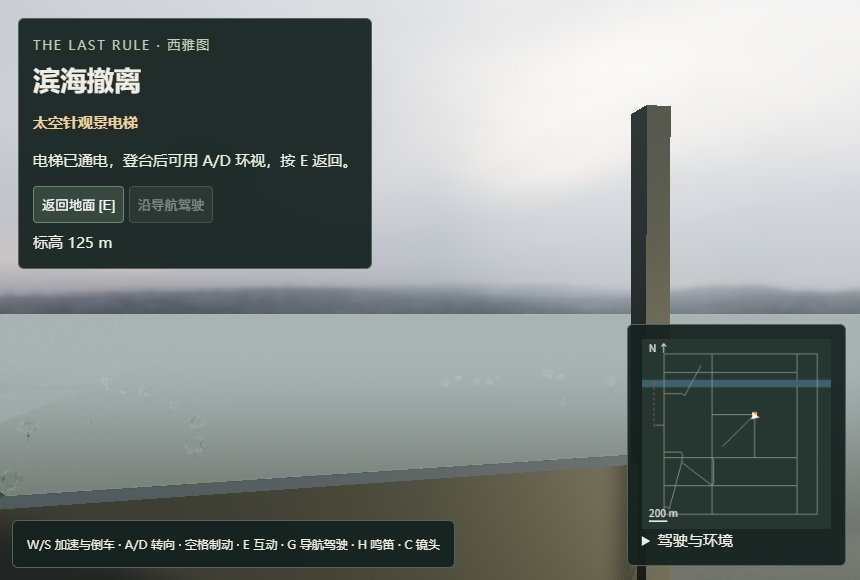 THE LAST RULE · 西雅图
滨海撤离
太空针观景电梯
电梯已通电，登台后可用 A/D 环视，按 E 返回。
返回地面 [E]
沿导航驾驶
标高 125 m
N ↑
200 m
▶ 驾驶与环境
W/S 加速与倒车 · A/D 转向 · 空格制动 · E 互动 · G 导航驾驶 · H 鸣笛 · C 镜头